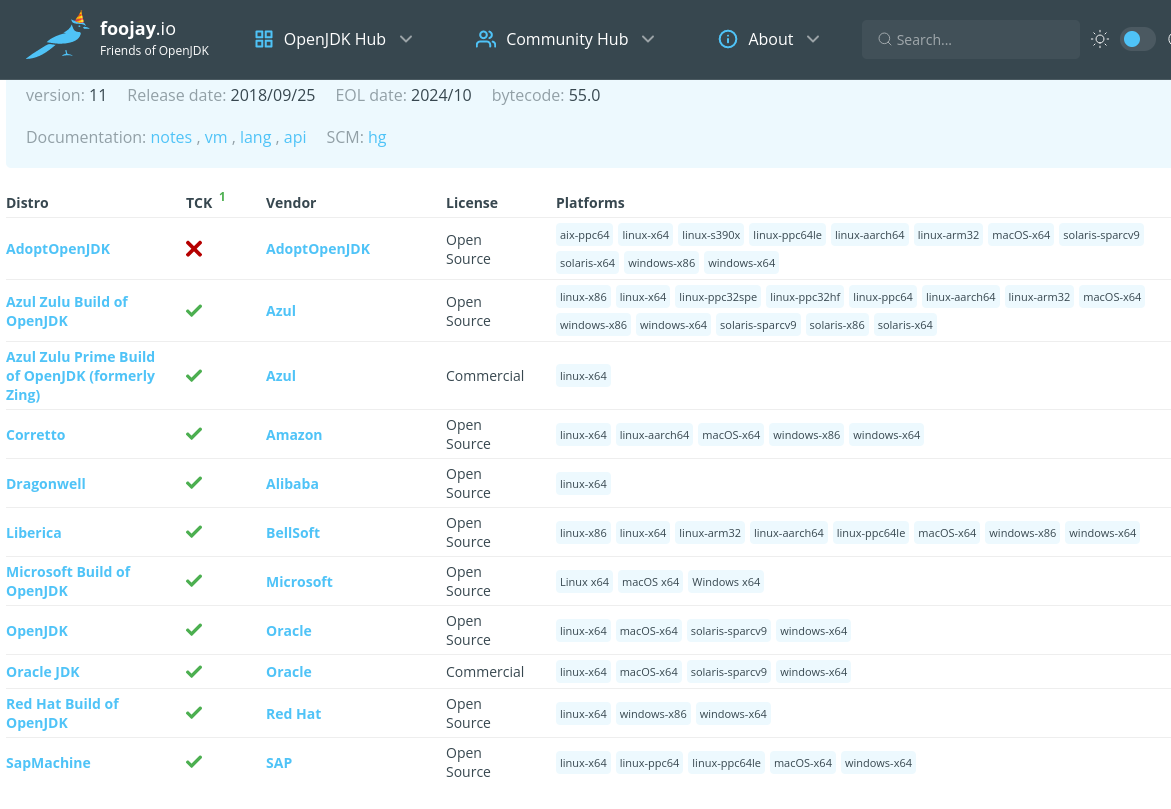 foojay.io
Friends of OpenJDK
OpenJDK Hub
Community Hub
About
Search...
version: 11 Release date: 2018/09/25 EOL date: 2024/10 bytecode: 55.0
Documentation: notes , vm , lang , api SCM: hg
Distro TCK 1 Vendor License Platforms
AdoptOpenJDK AdoptOpenJDK Open Source aix-ppc64 linux-x64 linux-s390x linux-ppc64le linux-aarch64 linux-arm32 macOS-x64 solaris-sparcv9
solaris-x64 windows-x86 windows-x64
Azul Zulu Build of
OpenJDK
Azul
Open
Source
linux-x86 linux-x64 linux-ppc32spe linux-ppc32hf linux-ppc64 linux-aarch64 linux-arm32 macOS-x64
windows-x86 windows-x64 solaris-sparcv9 solaris-x86 solaris-x64
Azul Zulu Prime Build
of OpenJDK (formerly
Zing)
Azul
Commercial
linux-x64
Corretto
Amazon
Open
Source
linux-x64 linux-aarch64 macOS-x64 windows-x86 windows-x64
Dragonwell
Alibaba
Open
Source
linux-x64
Liberica
BellSoft
Open
Source
linux-x86 linux-x64 linux-arm32 linux-aarch64 linux-ppc64le macOS-x64 windows-x86 windows-x64
Microsoft Build of
OpenJDK
Microsoft
Open
Source
Linux x64 macOS x64 Windows x64
OpenJDK
Oracle
Open
Source
linux-x64 macOS-x64 solaris-sparcv9 windows-x64
Oracle JDK
Oracle
Commercial
linux-x64 macOS-x64 solaris-sparcv9 windows-x64
Red Hat Build of
OpenJDK
Red Hat
Open
Source
linux-x64 windows-x86 windows-x64
SapMachine
SAP
Open
Source
linux-x64 linux-ppc64 linux-ppc64le macOS-x64 windows-x64